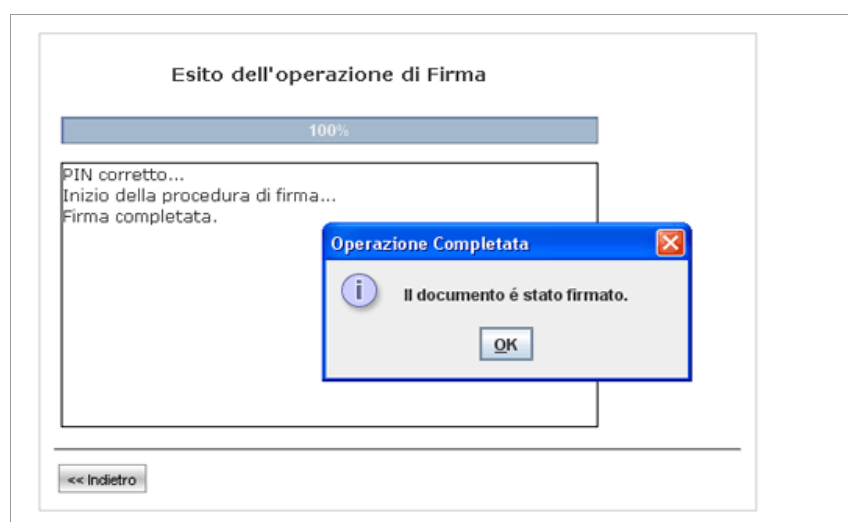 Esito dell'operazione di Firma
100%
PIN corretto...
Inizio della procedura di firma...
Firma completata.
Operazione Completata
i
Il documento é stato firmato.
OK
<< Indietro